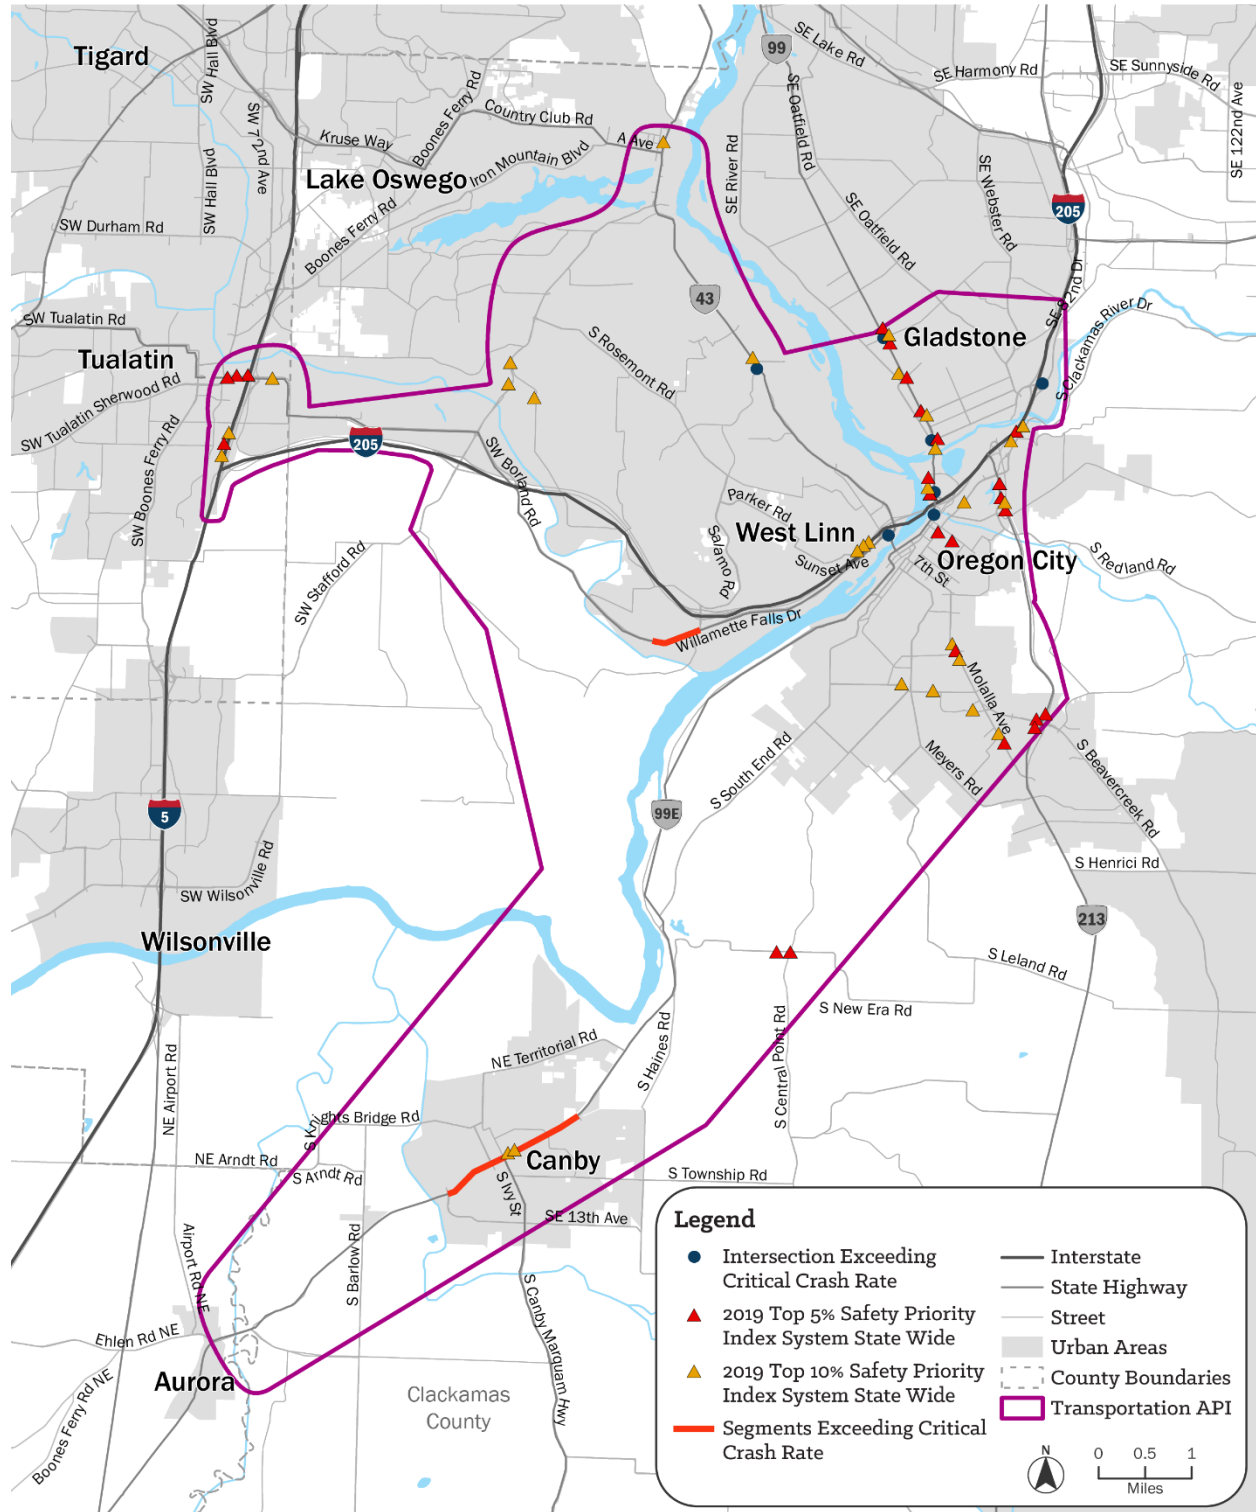 Tigard
SW Hall Blvd
SW 72nd Ave
SW Hall Blvd
Kruse Way
Boones Ferry Rd
Country Club Rd
A Ave
Iron Mountain Blvd
Lake Oswego
Boones Ferry Rd
SW Durham Rd
99
SE Lake Rd
SE Harmony Rd
SE Sunnyside Rd
SE 122nd Ave
SE Oatfield Rd
SE River Rd
SE Webster Rd
SE Oatfield Rd
205
SE 82nd Dr
S Clackamas River Dr
43
Gladstone
SW Tualatin Rd
Tualatin
SW Tualatin Sherwood Rd
SW Boones Ferry Rd
205
S Rosemont Rd
SW Borland Rd
Parker Rd
West Linn
Salamo Rd
Sunset Ave
Willamette Falls Dr
7th St
Oregon City
S Redland Rd
SW Stafford Rd
Molalla Ave
Meyers Rd
S South End Rd
S Beavercreek Rd
5
99E
S Henrici Rd
213
SW Wilsonville Rd
Wilsonville
S Leland Rd
S New Era Rd
S Central Point Rd
S Haines Rd
NE Territorial Rd
NE Airport Rd
S Knights Bridge Rd
NE Arndt Rd
S Arndt Rd
Canby
S Ivy St
S Township Rd
SE 13th Ave
S Barlow Rd
Airport Rd NE
Ehlen Rd NE
Boones Ferry Rd NE
Aurora
S Canby Marquam Hwy
Clackamas
County
Legend
Intersection Exceeding
Critical Crash Rate
2019 Top 5% Safety Priority
Index System State Wide
2019 Top 10% Safety Priority
Index System State Wide
Segments Exceeding Critical
Crash Rate
Interstate
State Highway
Street
Urban Areas
County Boundaries
Transportation API
N
0 0.5 1
Miles